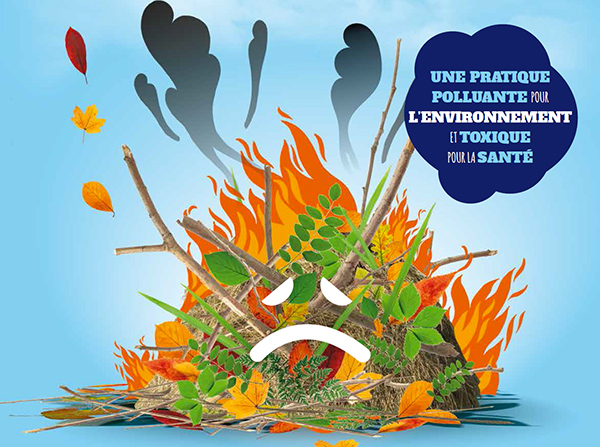 UNE PRATIQUE
POLLUANTE POUR
L'ENVIRONNEMENT
ET TOXIQUE
POUR LA SANTÉ